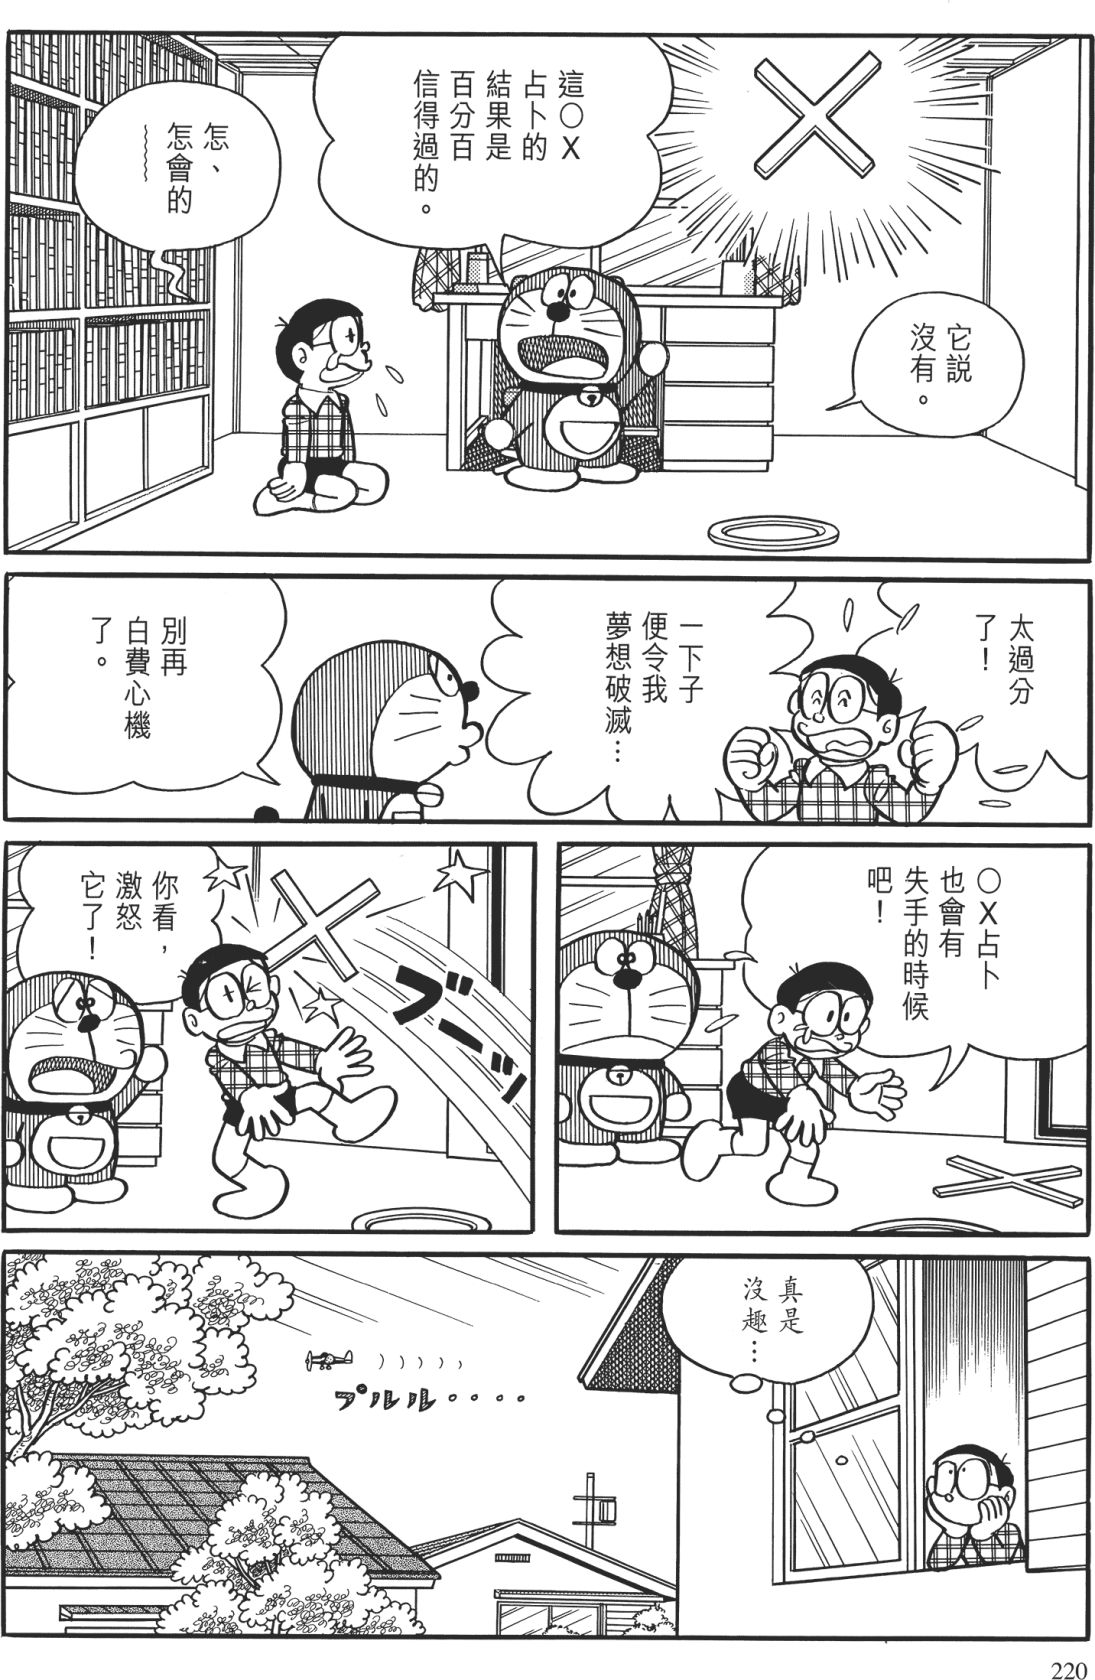 它説
沒有。
這〇X
占卜的
結果是
百分百
信得過的。
怎、
怎會的
太過分
了！
一下子
便令我
夢想破滅…
別再
白費心機
了。
〇X占卜
也會有
失手的時候
吧！
你看，
激怒
它了！
ブーッ
真是
沒趣…
プルルル‥‥
220